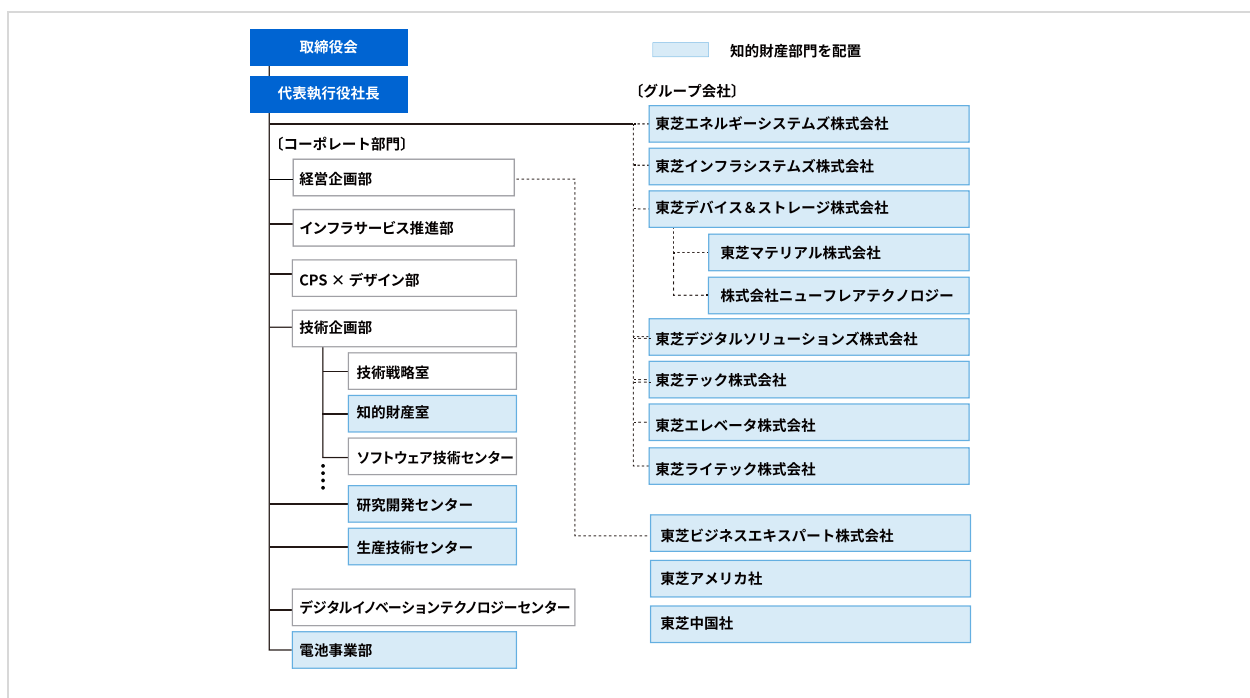 取締役会
代表執行役社長
〔コーポレート部門〕
経営企画部
インフラサービス推進部
CPS × デザイン部
技術企画部
技術戦略室
知的財産室
ソフトウェア技術センター
研究開発センター
生産技術センター
デジタルイノベーションテクノロジーセンター
電池事業部
知的財産部門を配置
〔グループ会社〕
東芝エネルギーシステムズ株式会社
東芝インフラシステムズ株式会社
東芝デバイス＆ストレージ株式会社
東芝マテリアル株式会社
株式会社ニューフレアテクノロジー
東芝デジタルソリューションズ株式会社
東芝テック株式会社
東芝エレベータ株式会社
東芝ライテック株式会社
東芝ビジネスエキスパート株式会社
東芝アメリカ社
東芝中国社